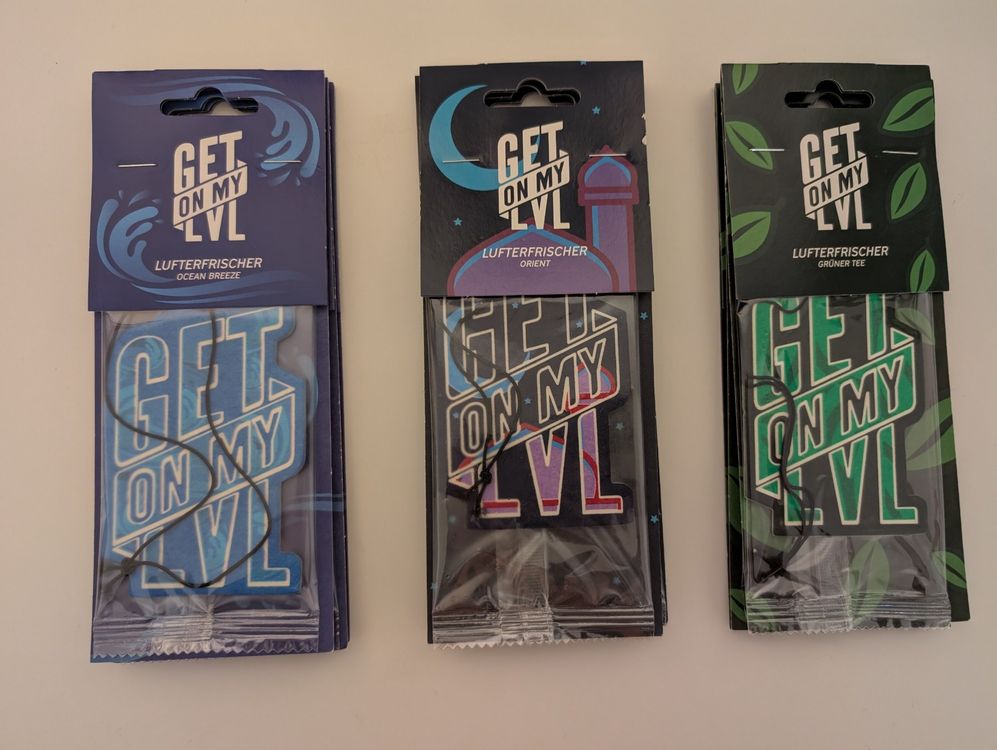 GET
ON MY
LVL
LUFTERFRISCHER
OCEAN BREEZE
GET
ON MY
LVL
GET
ON MY
LVL
LUFTERFRISCHER
ORIENT
GET
ON MY
LVL
GET
ON MY
LVL
LUFTERFRISCHER
GRÜNER TEE
GET
ON MY
LVL